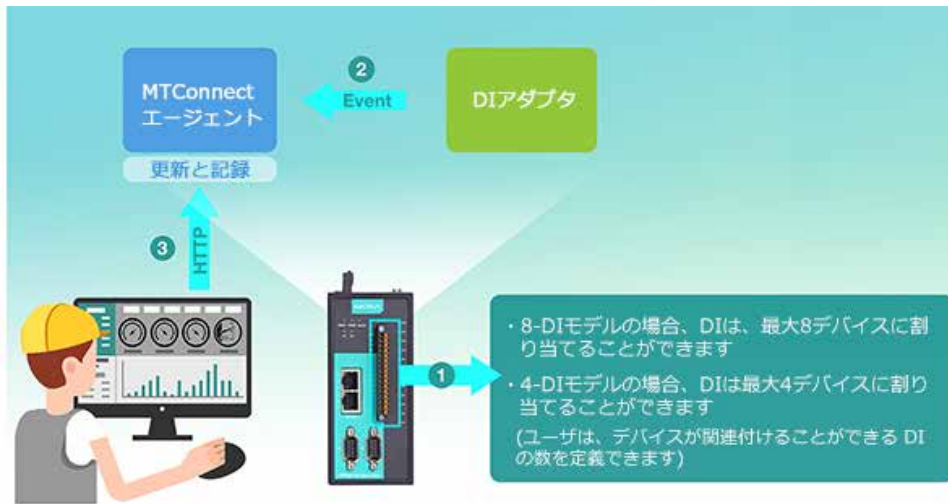 MTConnect
エージェント
更新と記録
2
Event
DIアダプタ
3
HTTP
MOXA
1
・8-DIモデルの場合、DIは、最大8デバイスに割
り当てることができます
・4-DIモデルの場合、DIは最大4デバイスに割り
当てることができます
(ユーザは、デバイスが関連付けることができる DI
の数を定義できます)